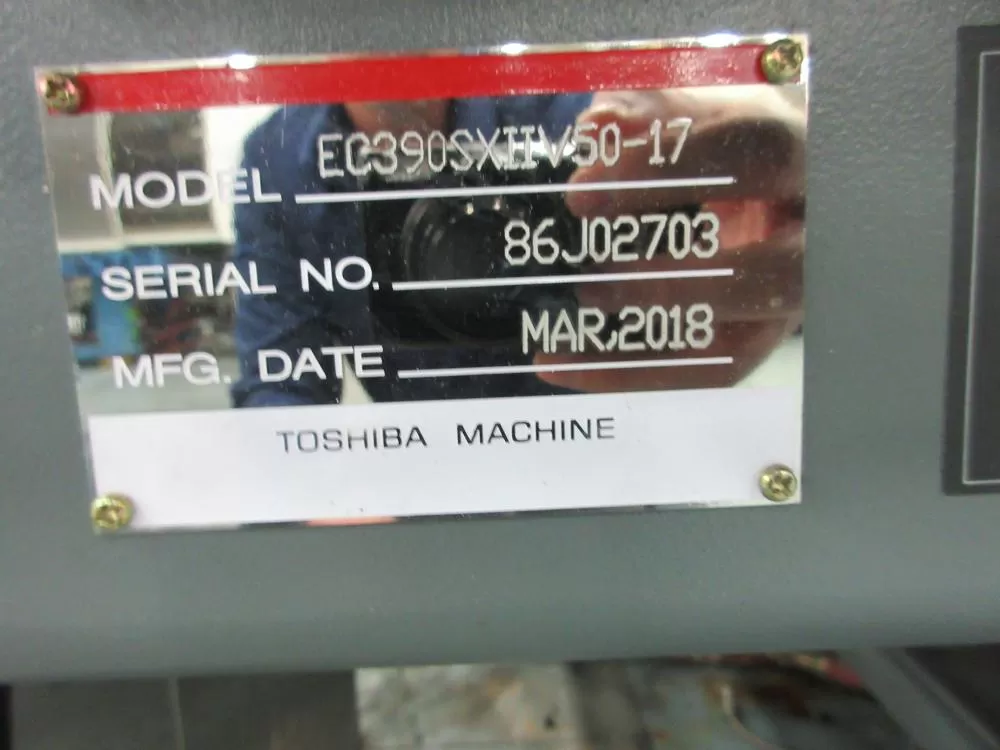 MODEL EC390SXIIV50-17
SERIAL NO. 86J02703
MFG. DATE MAR,2018
TOSHIBA MACHINE